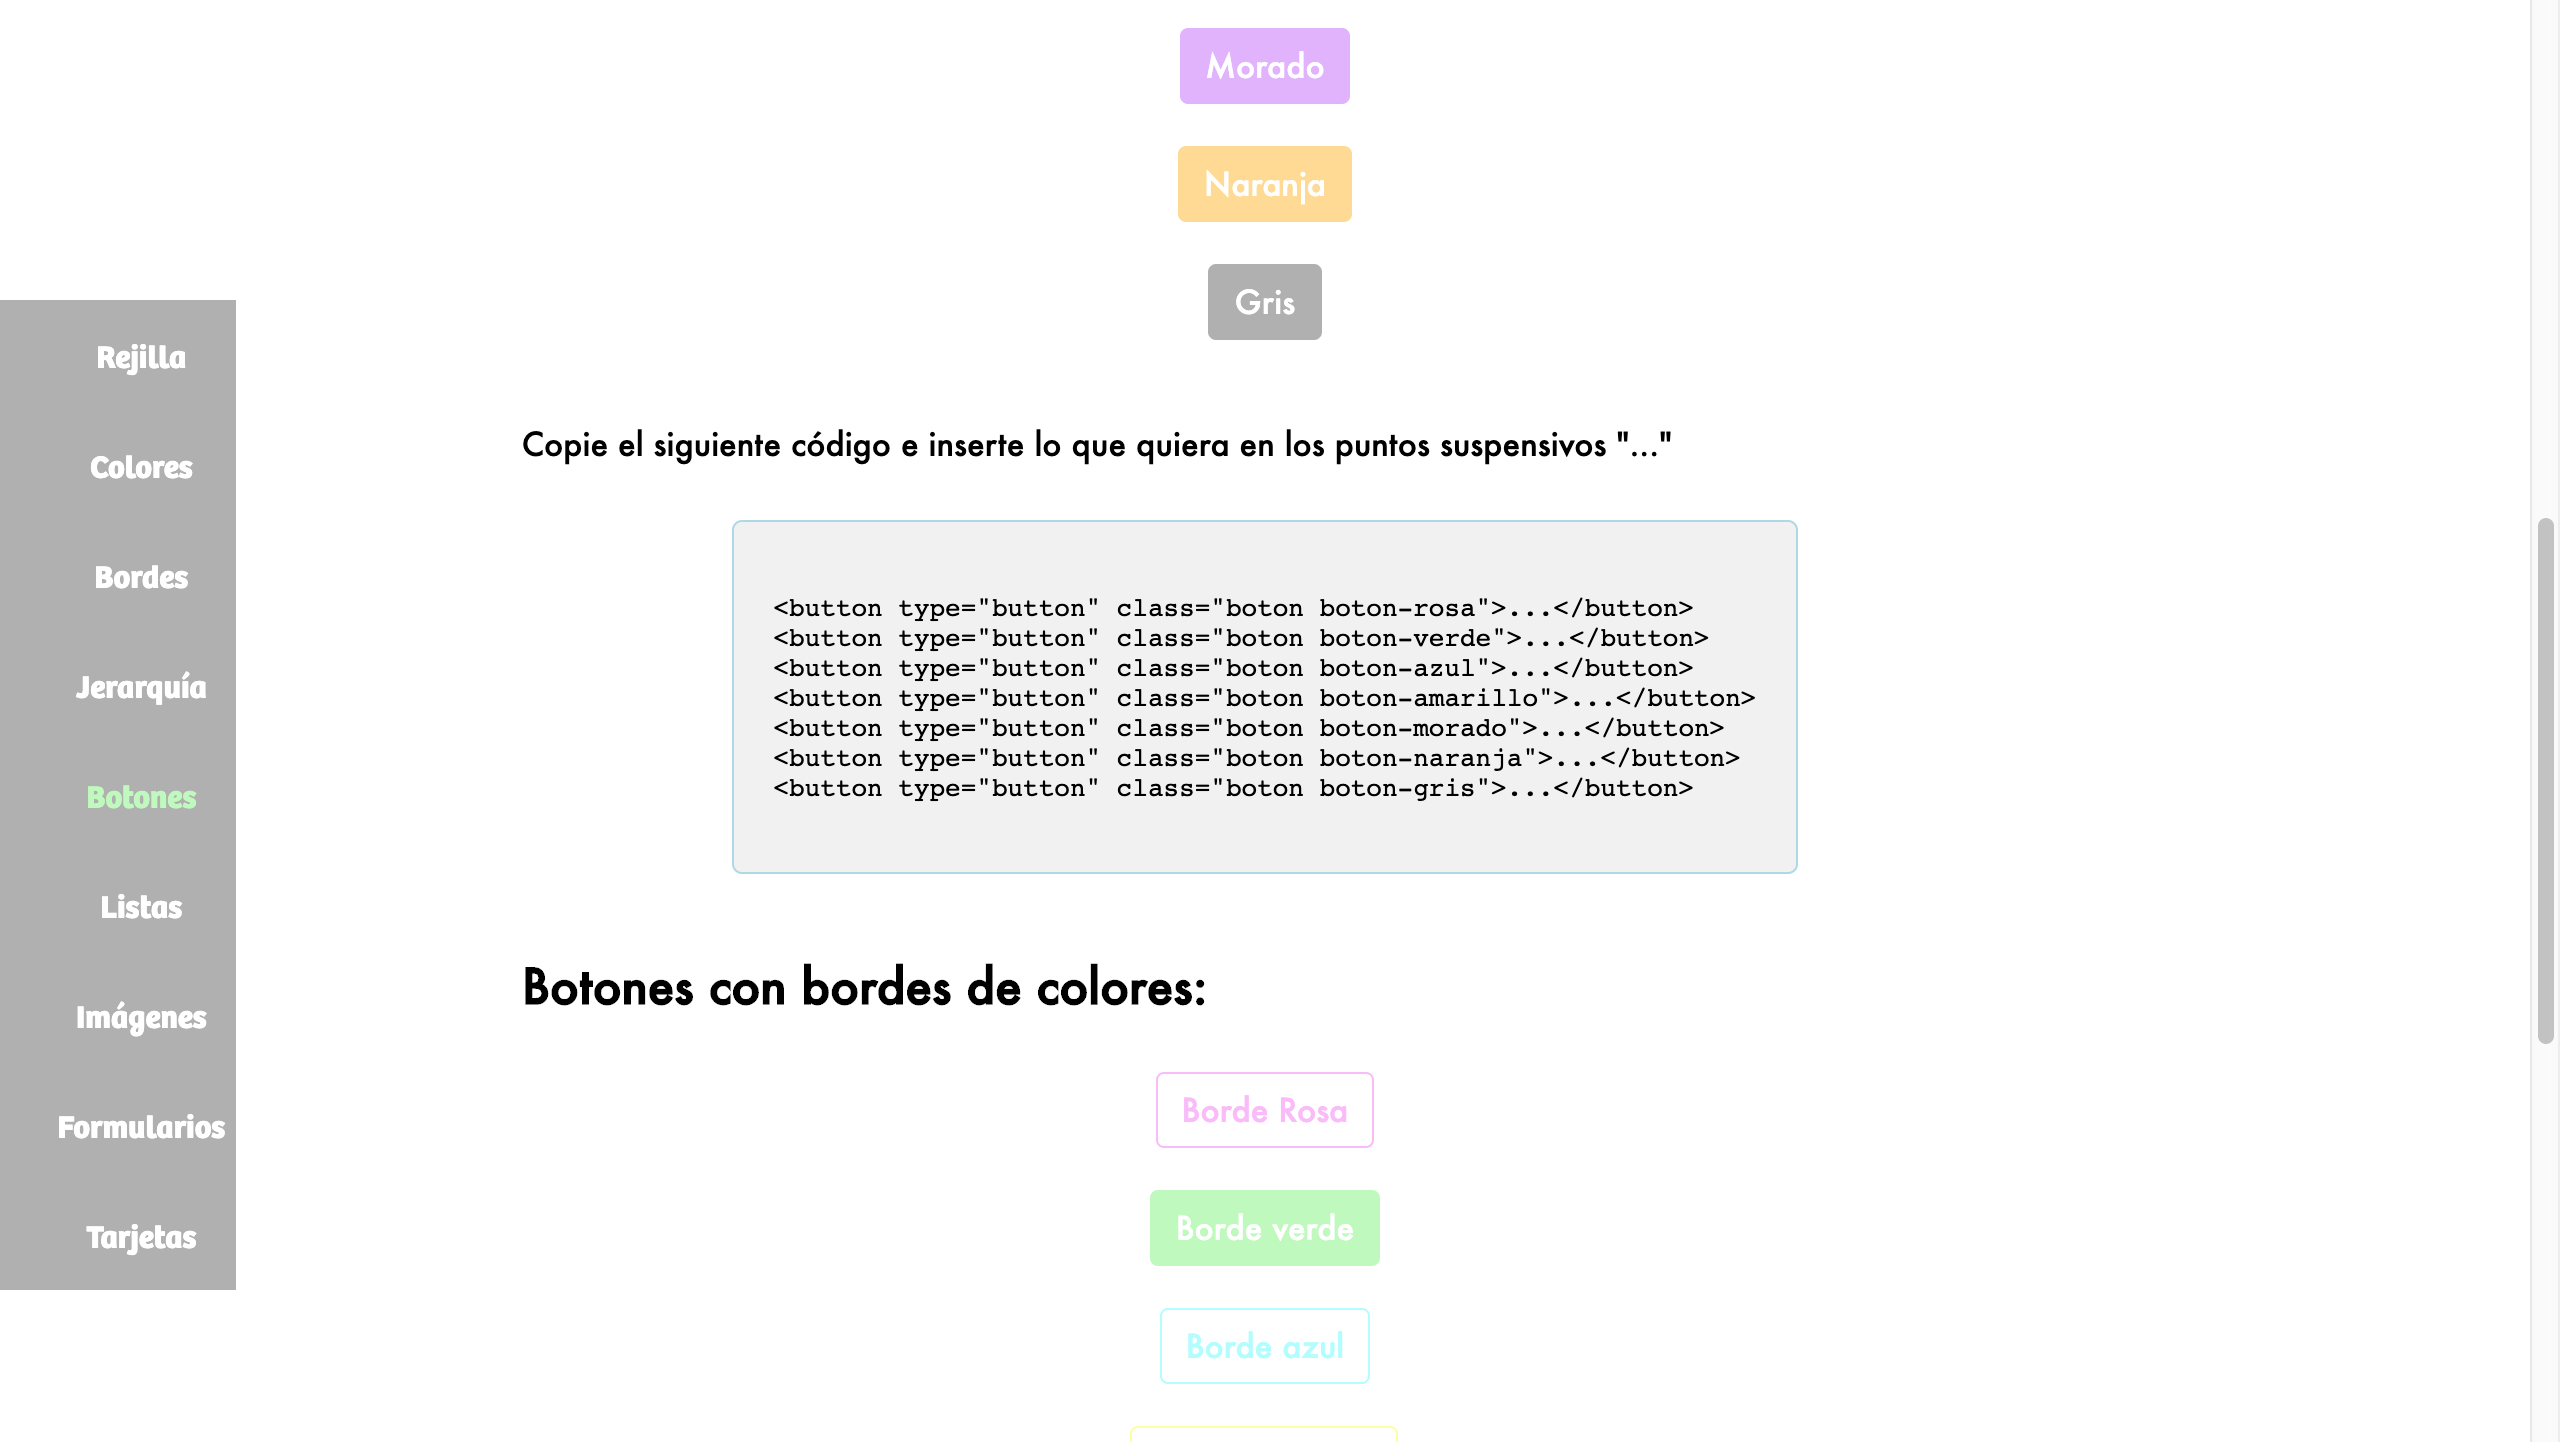 Morado
Naranja
Gris
Rejilla
Colores
Bordes
Jerarquía
Botones
Listas
Imágenes
Formularios
Tarjetas
Copie el siguiente código e inserte lo que quiera en los puntos suspensivos "..."
<button type="button" class="boton boton-rosa">...</button>
<button type="button" class="boton boton-verde">...</button>
<button type="button" class="boton boton-azul">...</button>
<button type="button" class="boton boton-amarillo">...</button>
<button type="button" class="boton boton-morado">...</button>
<button type="button" class="boton boton-naranja">...</button>
<button type="button" class="boton boton-gris">...</button>
Botones con bordes de colores:
Borde Rosa
Borde verde
Borde azul